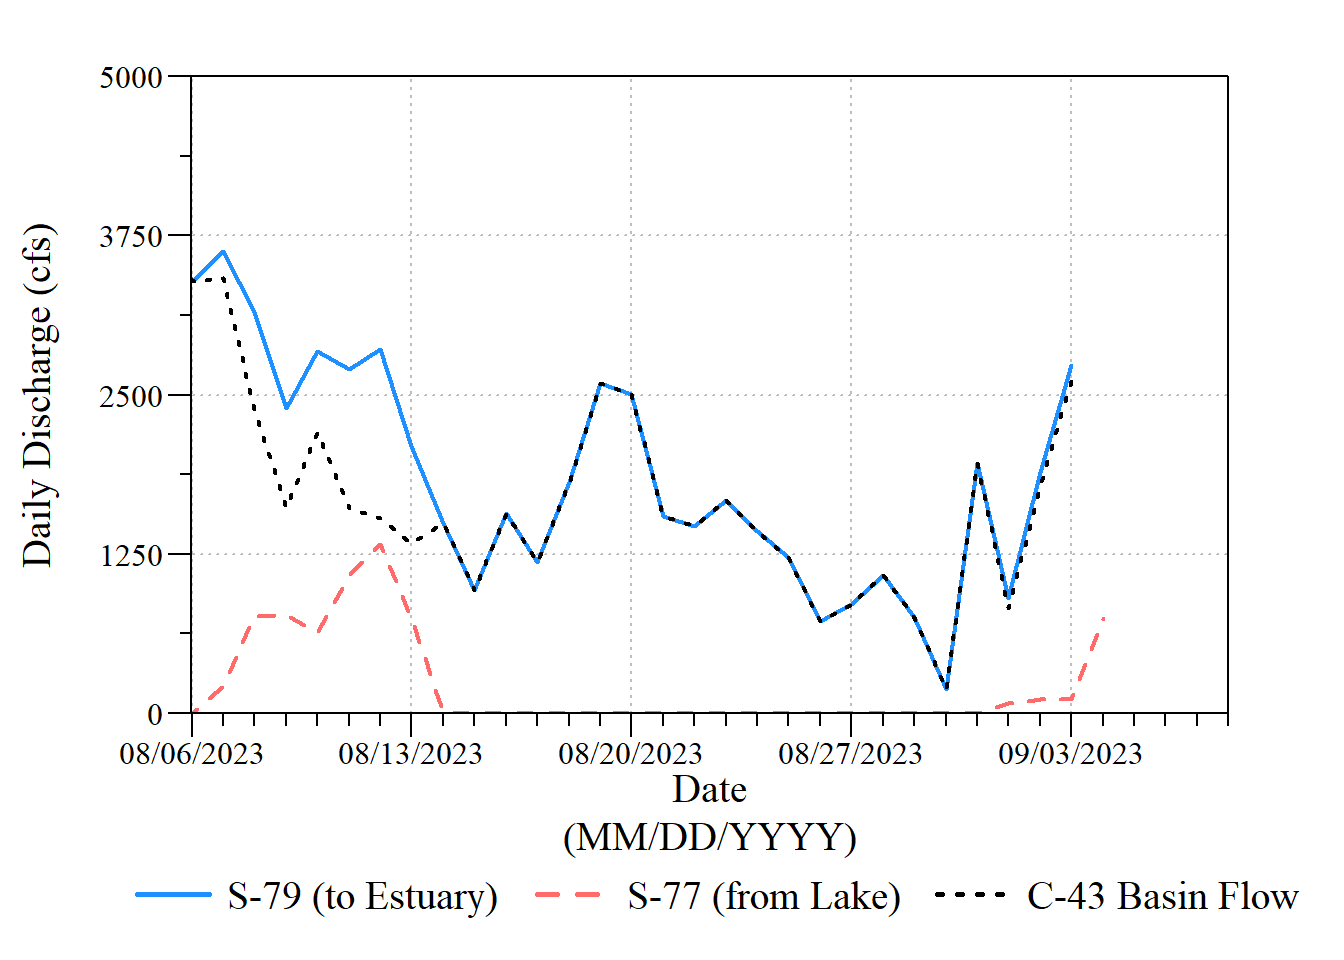 5000
3750
2500
1250
0
Daily Discharge (cfs)
08/06/2023 08/13/2023 08/20/2023 08/27/2023 09/03/2023
Date
(MM/DD/YYYY)
S-79 (to Estuary) S-77 (from Lake) C-43 Basin Flow